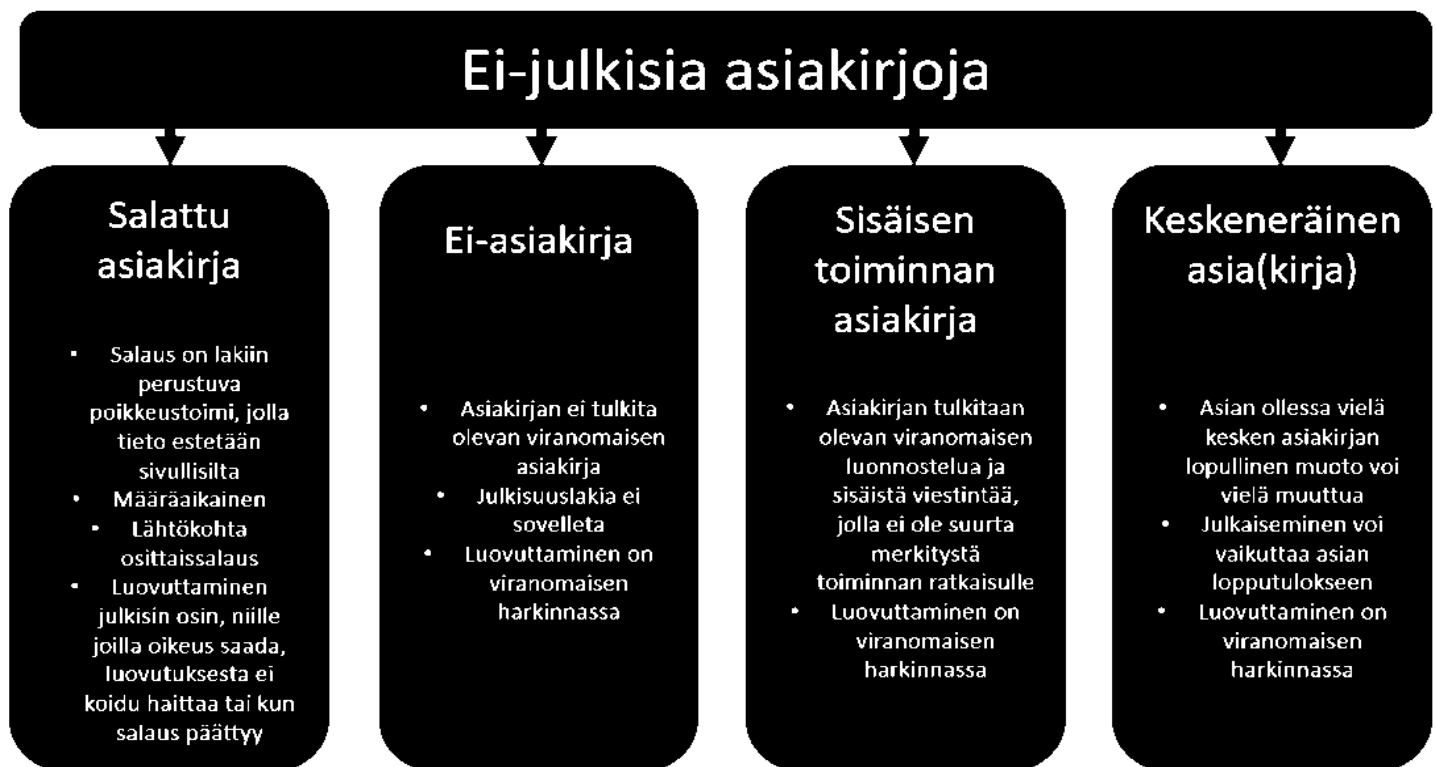 Ei-julkisia asiakirjoja
Salattu
asiakirja
▪ Salaus on lakiin
perustuva
poikkeustoimi, jolla
tieto estetään
sivullisilta
• Määräaikainen
• Lähtökohta
osittaissalaus
• Luovuttaminen
julkisin osin, niille
joilla oikeus saada,
luovutuksesta ei
koidu haittaa tai kun
salaus päättyy
Ei-asiakirja
• Asiakirjan ei tulkita
olevan viranomaisen
asiakirja
• Julkisuuslakia ei
sovelleta
• Luovuttaminen on
viranomaisen
harkinnassa
Sisäisen
toiminnan
asiakirja
• Asiakirjan tulkitaan
olevan viranomaisen
luonnostelua ja
sisäistä viestintää,
jolla ei ole suurta
merkitystä
toiminnan ratkaisulle
• Luovuttaminen on
viranomaisen
harkinnassa
Keskeneräinen
asia(kirja)
• Asian ollessa vielä
kesken asiakirjan
lopullinen muoto voi
vielä muuttua
• Julkaiseminen voi
vaikuttaa asian
lopputulokseen
• Luovuttaminen on
viranomaisen
harkinnassa